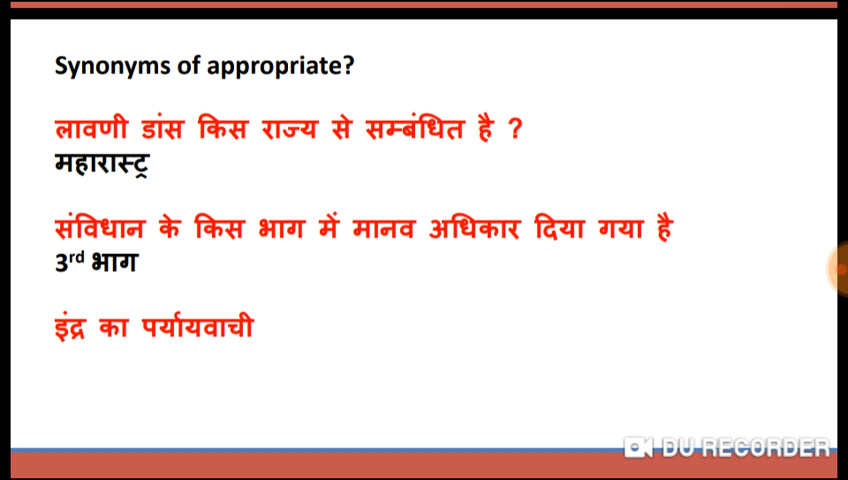 Synonyms of appropriate?
लावणी डांस किस राज्य से सम्बंधित है ?
महारास्ट्र
संविधान के किस भाग में मानव अधिकार दिया गया है
3rd भाग
इंद्र का पर्यायवाची
DU RECORDER